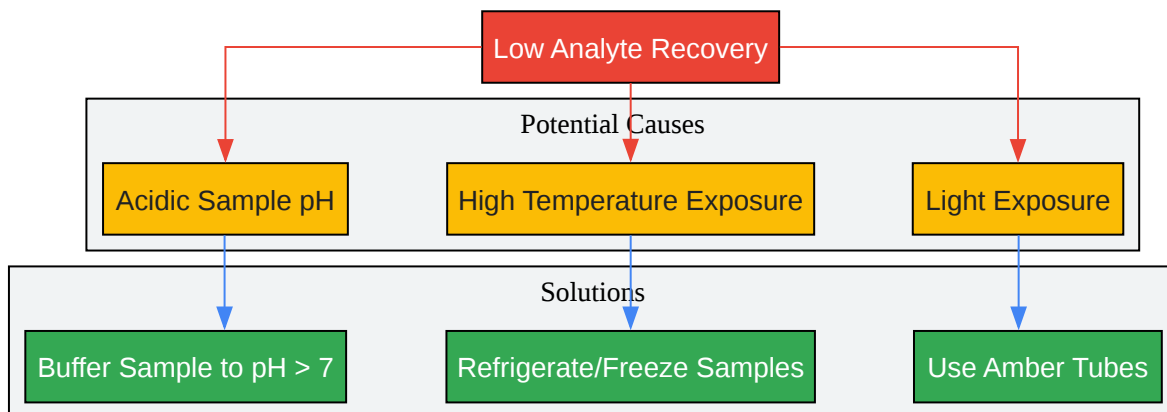 Low Analyte Recovery
Potential Causes
Acidic Sample pH
High Temperature Exposure
Light Exposure
Solutions
Buffer Sample to pH > 7
Refrigerate/Freeze Samples
Use Amber Tubes